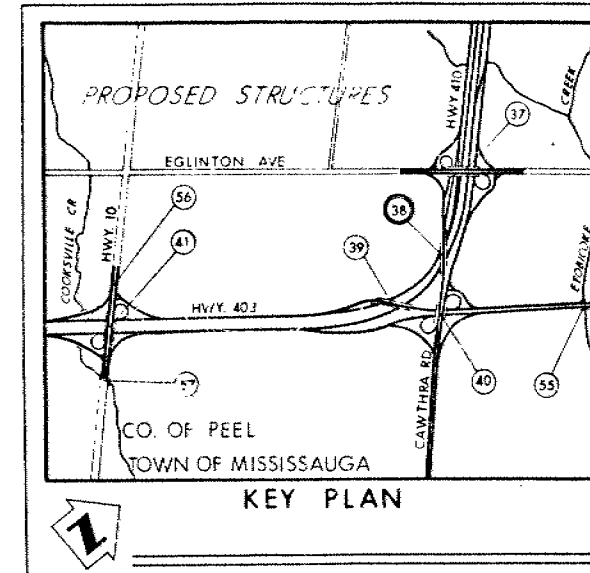 PROPOSED STRUCTURES
HWY 410
CREEK
37
EGLINTON AVE
56
38
COOKSVILLE CR
HWY 10
41
39
HWY. 403
ETOBICOKE
57
40
55
CAWTHRA RD
CO. OF PEEL
TOWN OF MISSISSAUGA
KEY PLAN
N